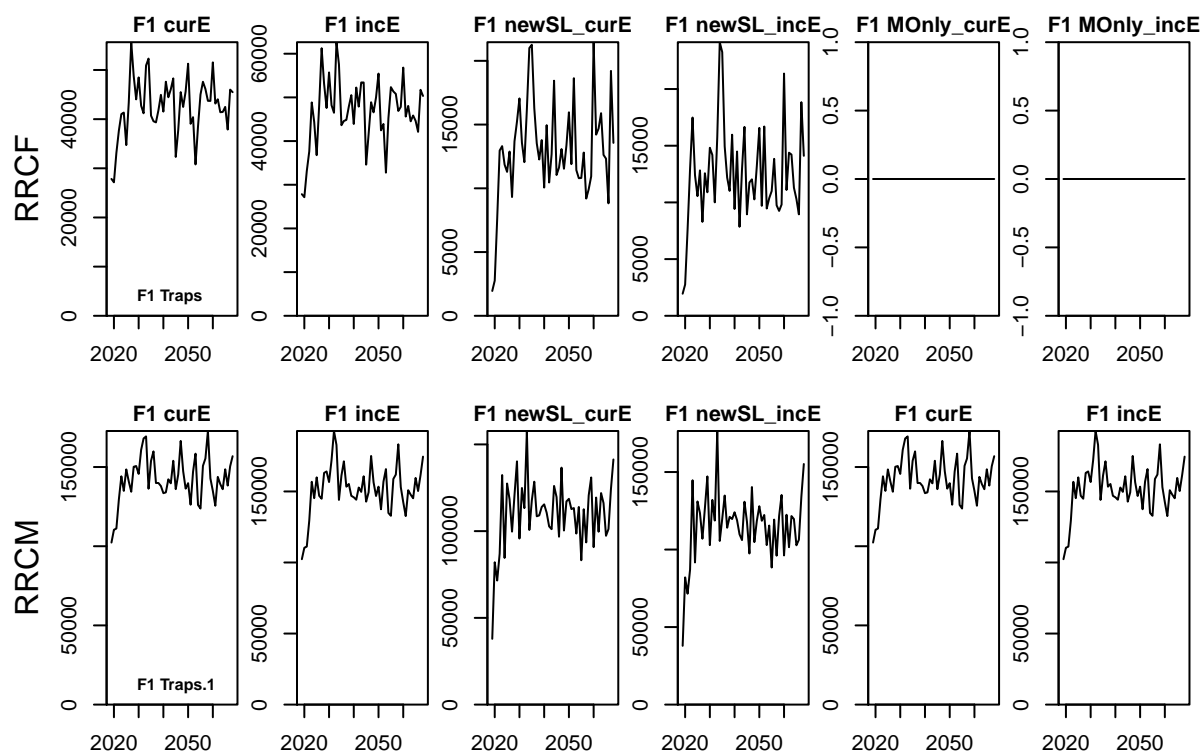 F1 curE F1 incE F1 newSL_curE F1 newSL_incE F1 MOnly_curE F1 MOnly_incE
RRCF
0 20000 40000
0 20000 40000 60000
0 5000 15000
0 5000 15000
−1.0 −0.5 0.0 0.5 1.0
−1.0 −0.5 0.0 0.5 1.0
F1 Traps
2020 2050 2020 2050 2020 2050 2020 2050 2020 2050 2020 2050
F1 curE F1 incE F1 newSL_curE F1 newSL_incE F1 curE F1 incE
RRCM
0 50000 150000
0 50000 150000
0 50000 100000
0 50000 150000
0 50000 150000
0 50000 150000
F1 Traps.1
2020 2050 2020 2050 2020 2050 2020 2050 2020 2050 2020 2050